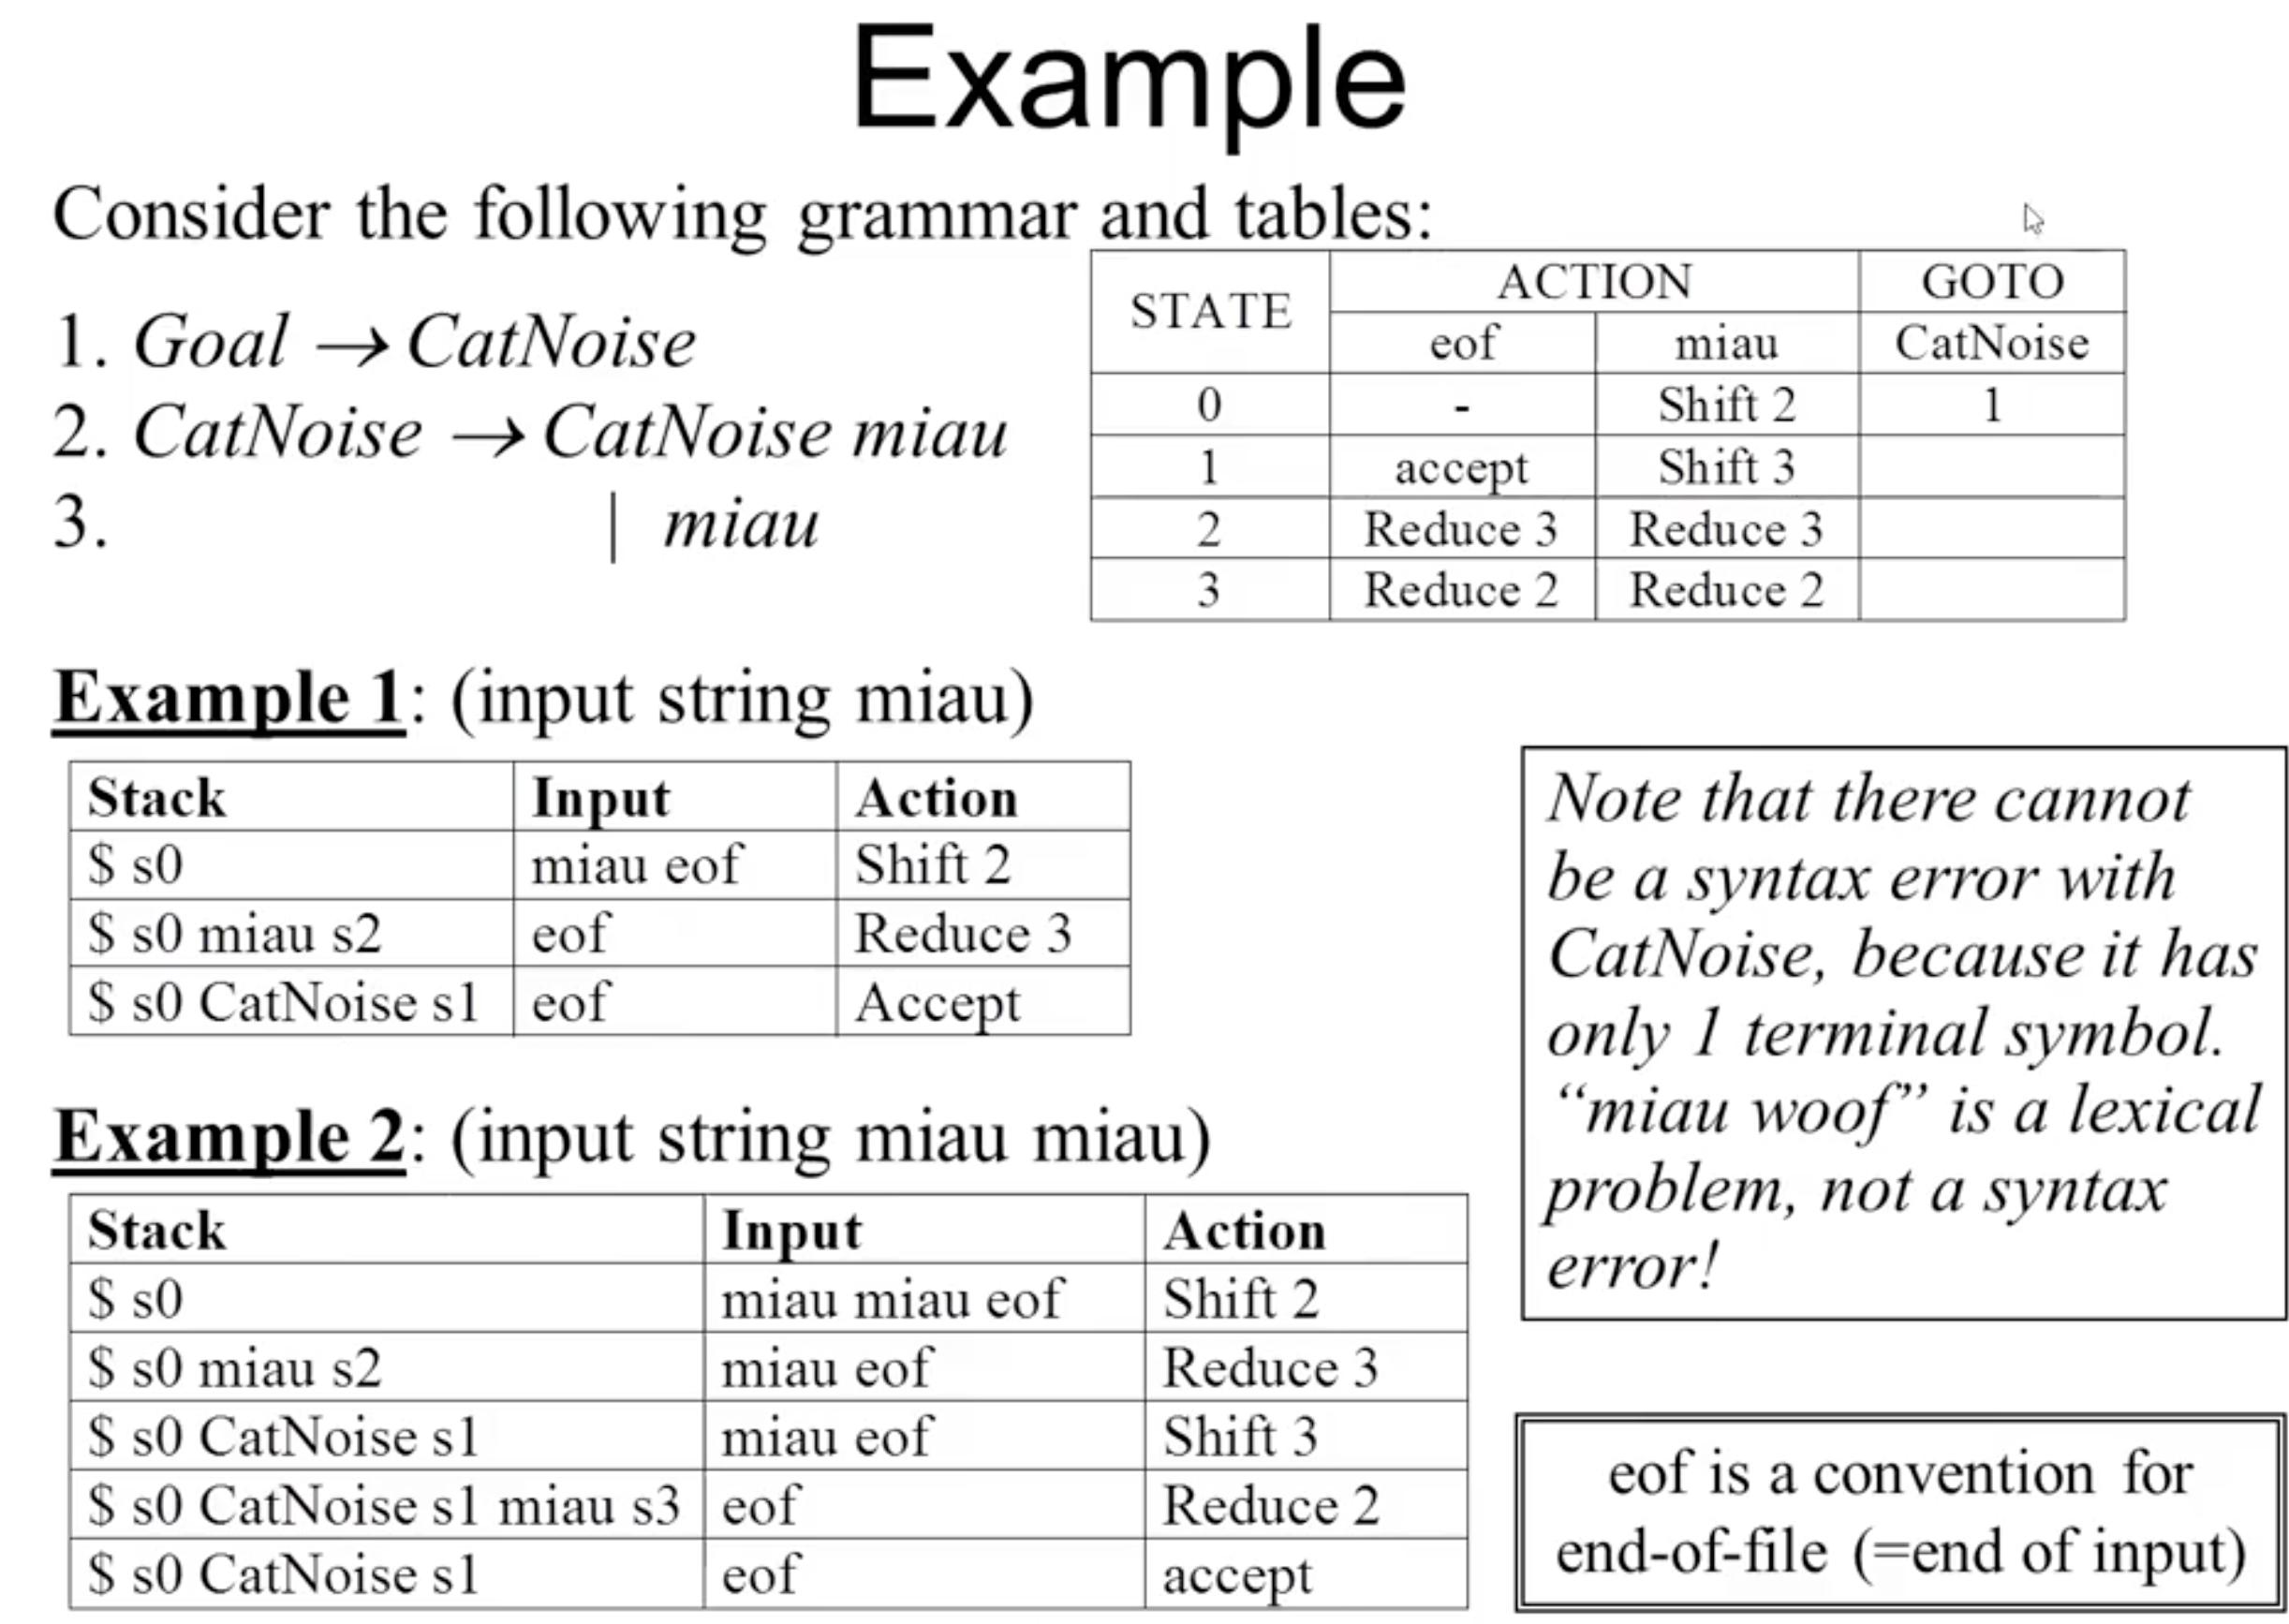 Example
Consider the following grammar and tables:
1. Goal → CatNoise
2. CatNoise → CatNoise miau
3. | miau
STATE ACTION GOTO
eof miau CatNoise
0 - Shift 2 1
1 accept Shift 3
2 Reduce 3 Reduce 3
3 Reduce 2 Reduce 2
Example 1: (input string miau)
Stack Input Action
$ s0 miau eof Shift 2
$ s0 miau s2 eof Reduce 3
$ s0 CatNoise s1 eof Accept
Example 2: (input string miau miau)
Stack Input Action
$ s0 miau miau eof Shift 2
$ s0 miau s2 miau eof Reduce 3
$ s0 CatNoise s1 miau eof Shift 3
$ s0 CatNoise s1 miau s3 eof Reduce 2
$ s0 CatNoise s1 eof accept
Note that there cannot
be a syntax error with
CatNoise, because it has
only 1 terminal symbol.
“miau woof” is a lexical
problem, not a syntax
error!
eof is a convention for
end-of-file (=end of input)